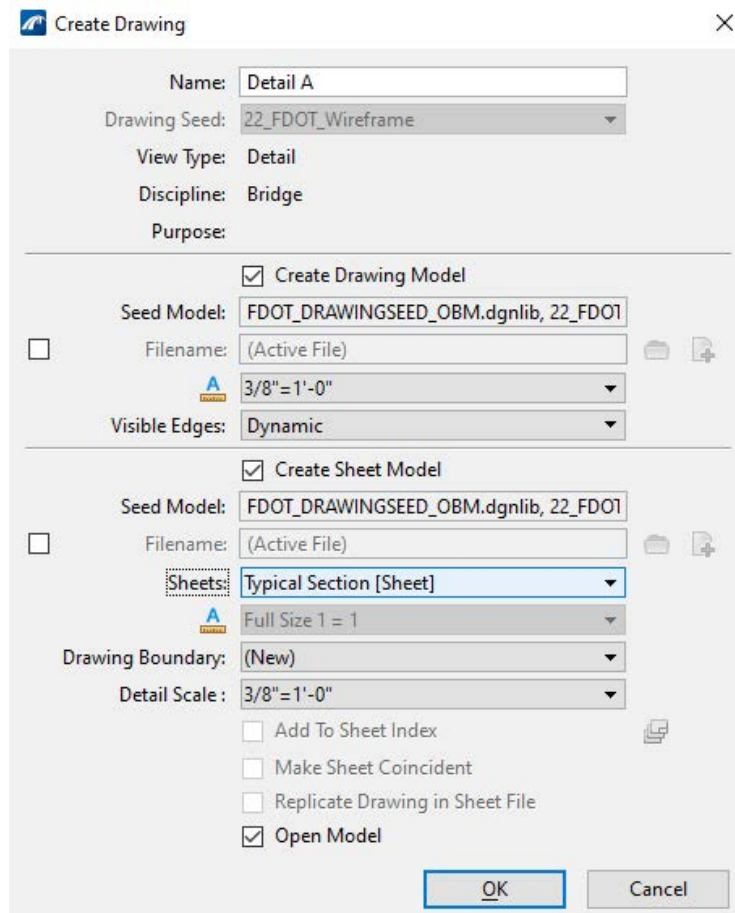 Create Drawing
Name: Detail A
Drawing Seed: 22_FDOT_Wireframe
View Type: Detail
Discipline: Bridge
Purpose:
Create Drawing Model
Seed Model: FDOT_DRAWINGSEED_OBM.dgnlib, 22_FDOT
Filename: (Active File)
A 3/8"=1'-0"
Visible Edges: Dynamic
Create Sheet Model
Seed Model: FDOT_DRAWINGSEED_OBM.dgnlib, 22_FDOT
Filename: (Active File)
Sheets: Typical Section [Sheet]
A Full Size 1 = 1
Drawing Boundary: (New)
Detail Scale : 3/8"=1'-0"
Add To Sheet Index
Make Sheet Coincident
Replicate Drawing in Sheet File
Open Model
OK Cancel